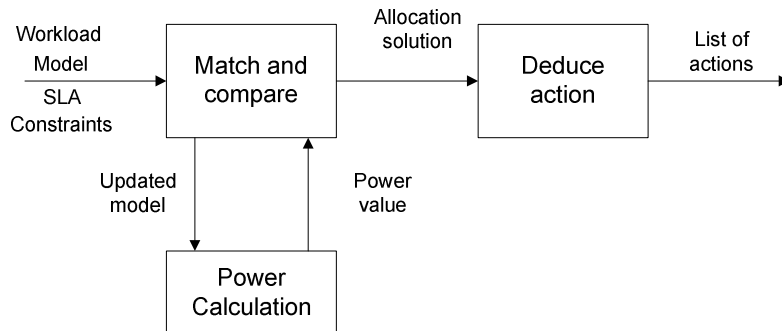 Workload
Model
SLA
Constraints
Match and
compare
Allocation
solution
Deduce
action
List of
actions
Updated
model
Power
value
Power
Calculation